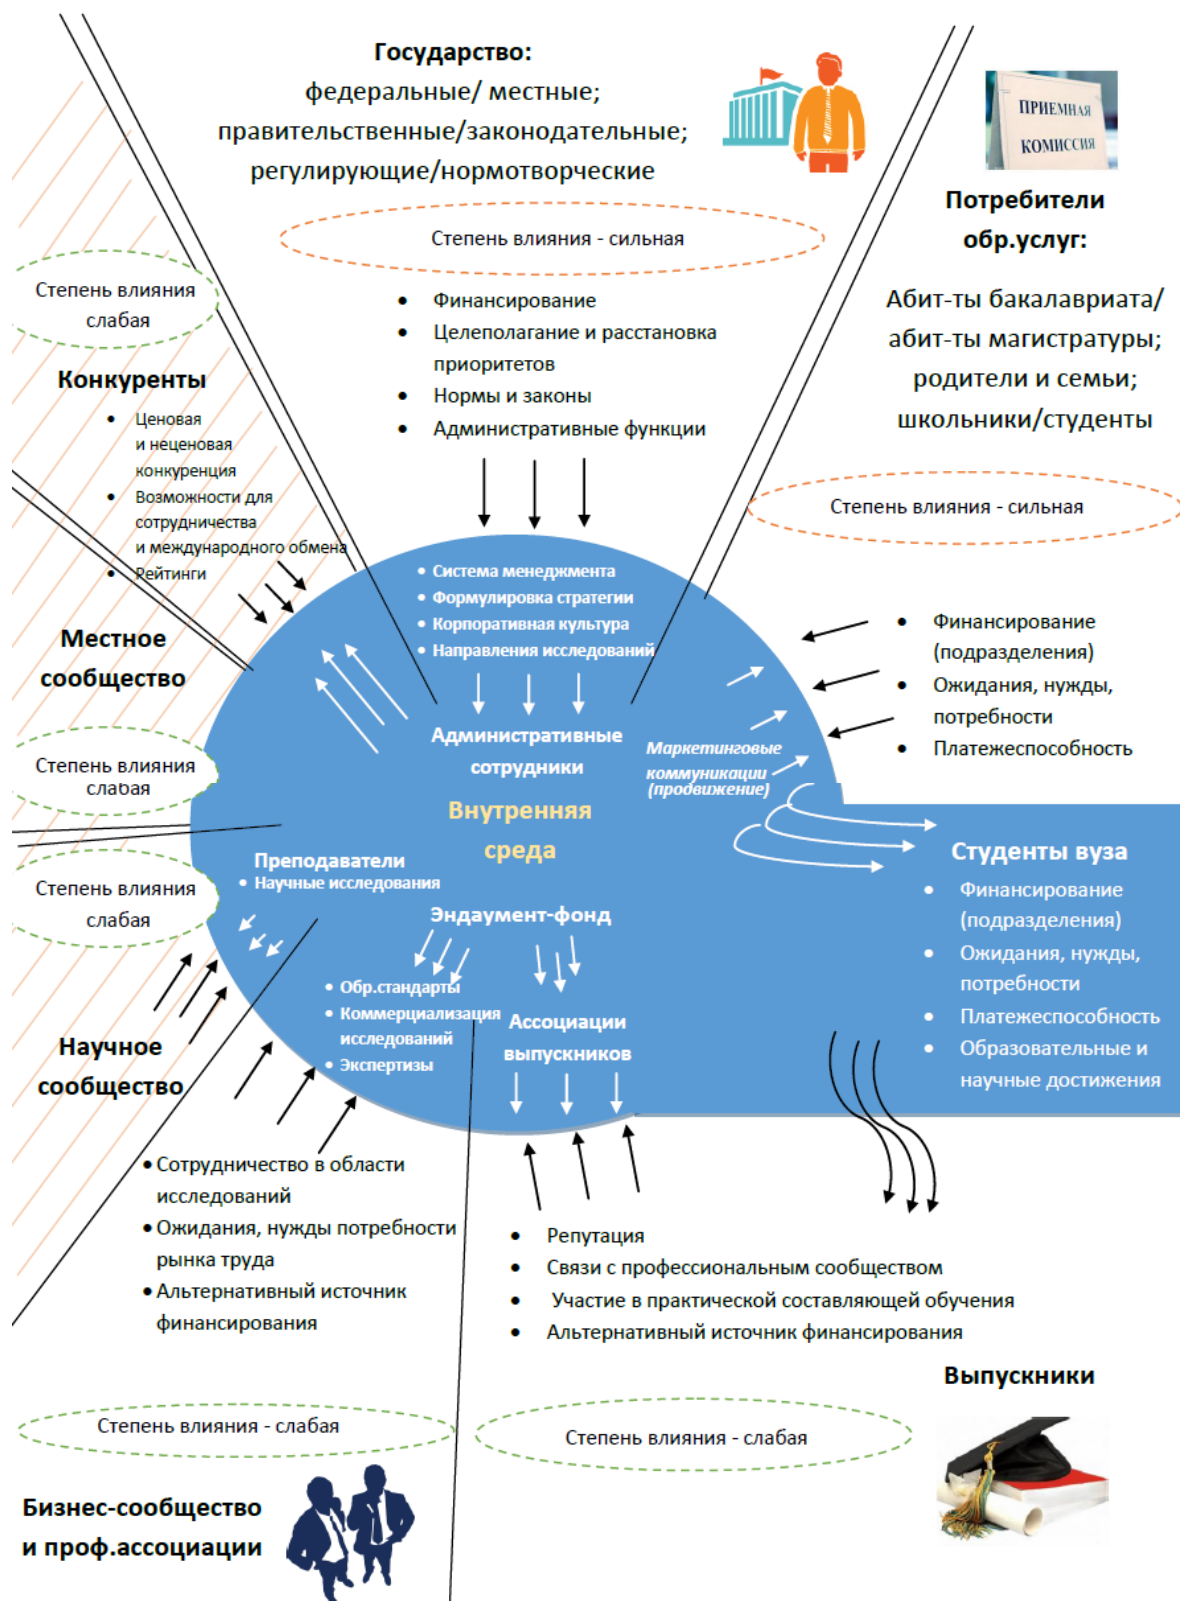 Государство:
федеральные/ местные;
правительственные/законодательные;
регулирующие/нормотворческие
Степень влияния - сильная
• Финансирование
• Целеполагание и расстановка
приоритетов
• Нормы и законы
• Административные функции
ПРИЕМНАЯ
КОМИССИЯ
Потребители
обр.услуг:
Абит-ты бакалавриата/
абит-ты магистратуры;
родители и семьи;
школьники/студенты
Степень влияния - сильная
• Финансирование
(подразделения)
• Ожидания, нужды,
потребности
• Платежеспособность
Степень влияния
слабая
Конкуренты
• Ценовая
и неценовая
конкуренция
• Возможности для
сотрудничества
и международного обмена
• Рейтинги
Местное
сообщество
Степень влияния
слабая
Степень влияния
слабая
Научное
сообщество
• Система менеджмента
• Формулировка стратегии
• Корпоративная культура
• Направления исследований
Административные
сотрудники
Маркетинговые
коммуникации
(продвижение)
Внутренняя
среда
Преподаватели
• Научные исследования
Эндаумент-фонд
• Обр.стандарты
• Коммерциализация
исследований
• Экспертизы
Ассоциации
выпускников
Студенты вуза
• Финансирование
(подразделения)
• Ожидания, нужды,
потребности
• Платежеспособность
• Образовательные и
научные достижения
• Сотрудничество в области
исследований
• Ожидания, нужды потребности
рынка труда
• Альтернативный источник
финансирования
• Репутация
• Связи с профессиональным сообществом
• Участие в практической составляющей обучения
• Альтернативный источник финансирования
Выпускники
Степень влияния - слабая
Степень влияния - слабая
Бизнес-сообщество
и проф.ассоциации